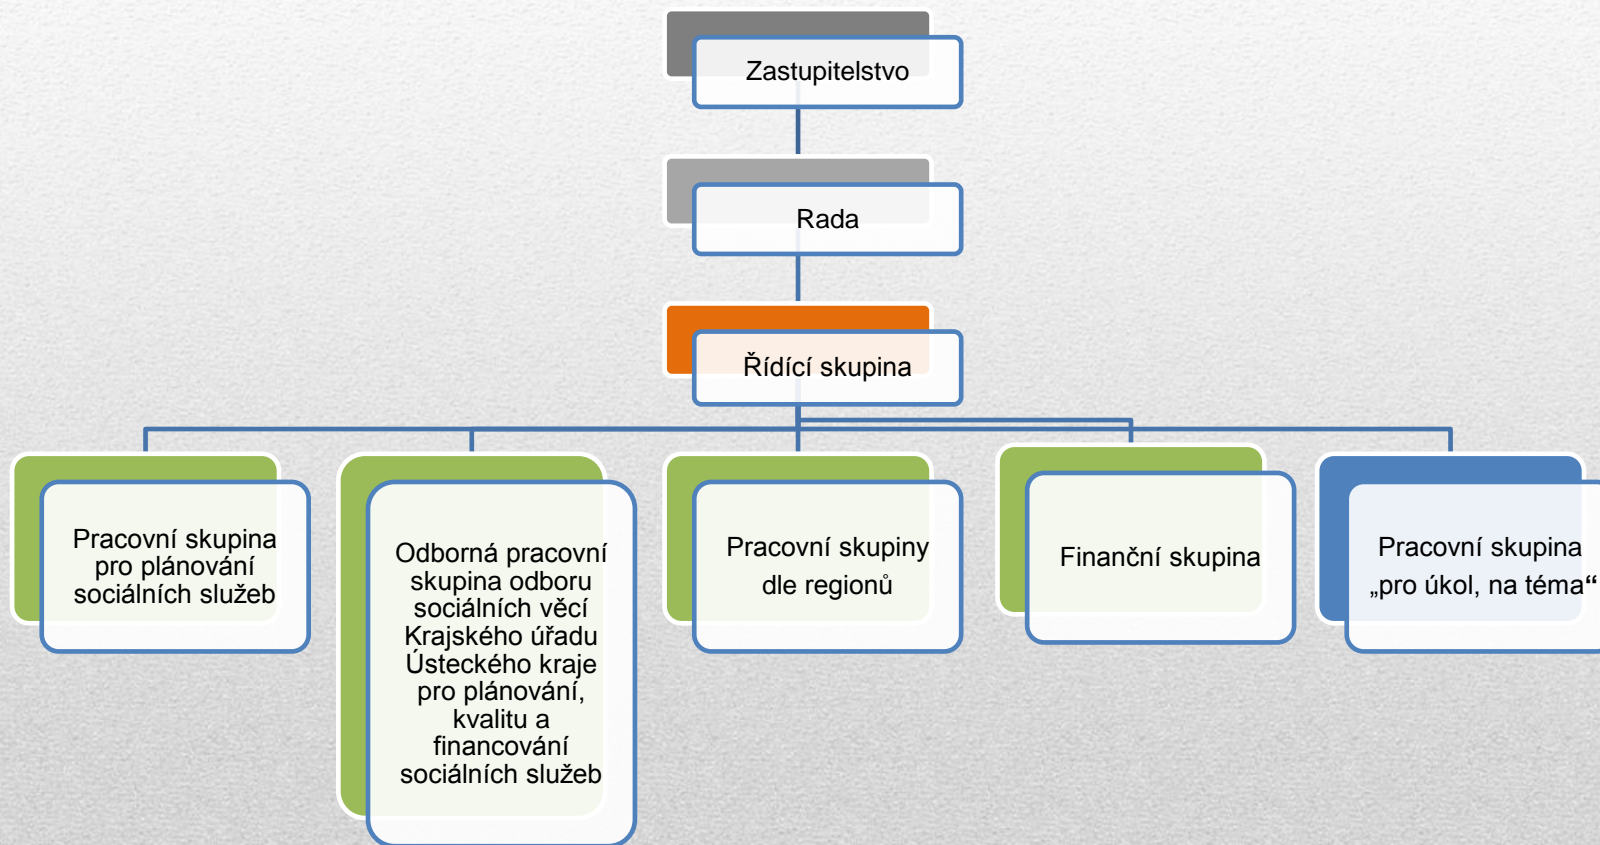 Zastupitelstvo
Rada
Řídící skupina
Pracovní skupina
pro plánování
sociálních služeb
Odborná pracovní
skupina odboru
sociálních věcí
Krajského úřadu
Ústeckého kraje
pro plánování,
kvalitu a
financování
sociálních služeb
Pracovní skupiny
dle regionů
Finanční skupina
Pracovní skupina
„pro úkol, na téma“